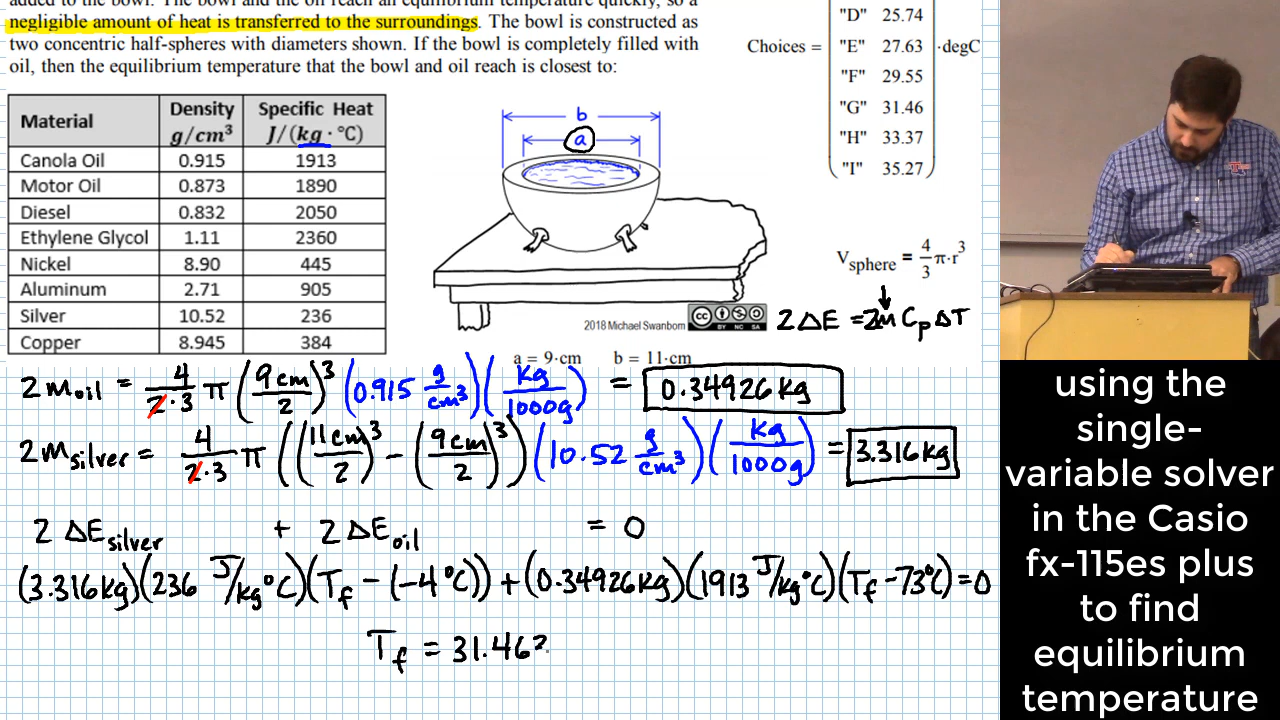 added to the bowl. The bowl and the oil reach an equilibrium temperature quickly, so a
negligible amount of heat is transferred to the surroundings. The bowl is constructed as
two concentric half-spheres with diameters shown. If the bowl is completely filled with
oil, then the equilibrium temperature that the bowl and oil reach is closest to:
Choices =
"D" 25.74
"E" 27.63
"F" 29.55
"G" 31.46
"H" 33.37
"I" 35.27
·degC
Material Density g/cm³ Specific Heat J/(kg · °C)
Canola Oil 0.915 1913
Motor Oil 0.873 1890
Diesel 0.832 2050
Ethylene Glycol 1.11 2360
Nickel 8.90 445
Aluminum 2.71 905
Silver 10.52 236
Copper 8.945 384
b
a
2018 Michael Swanbom
CC BY NC SA
a = 9·cm b = 11·cm
V_sphere = 4/3 π·r³
2ΔE = 2m C_p ΔT
2m_oil = 4/(2·3) π (9cm/2)³ (0.915 g/cm³)(kg/1000g) = 0.34926 kg
2m_silver = 4/(2·3) π ((11cm/2)³ − (9cm/2)³)(10.52 g/cm³)(kg/1000g) = 3.316 kg
2 ΔE_silver + 2 ΔE_oil = 0
(3.316kg)(236 J/kg°C)(T_f − (−4°C)) + (0.34926kg)(1913 J/kg°C)(T_f − 73°C) = 0
T_f = 31.46
using the
single-
variable solver
in the Casio
fx-115es plus
to find
equilibrium
temperature